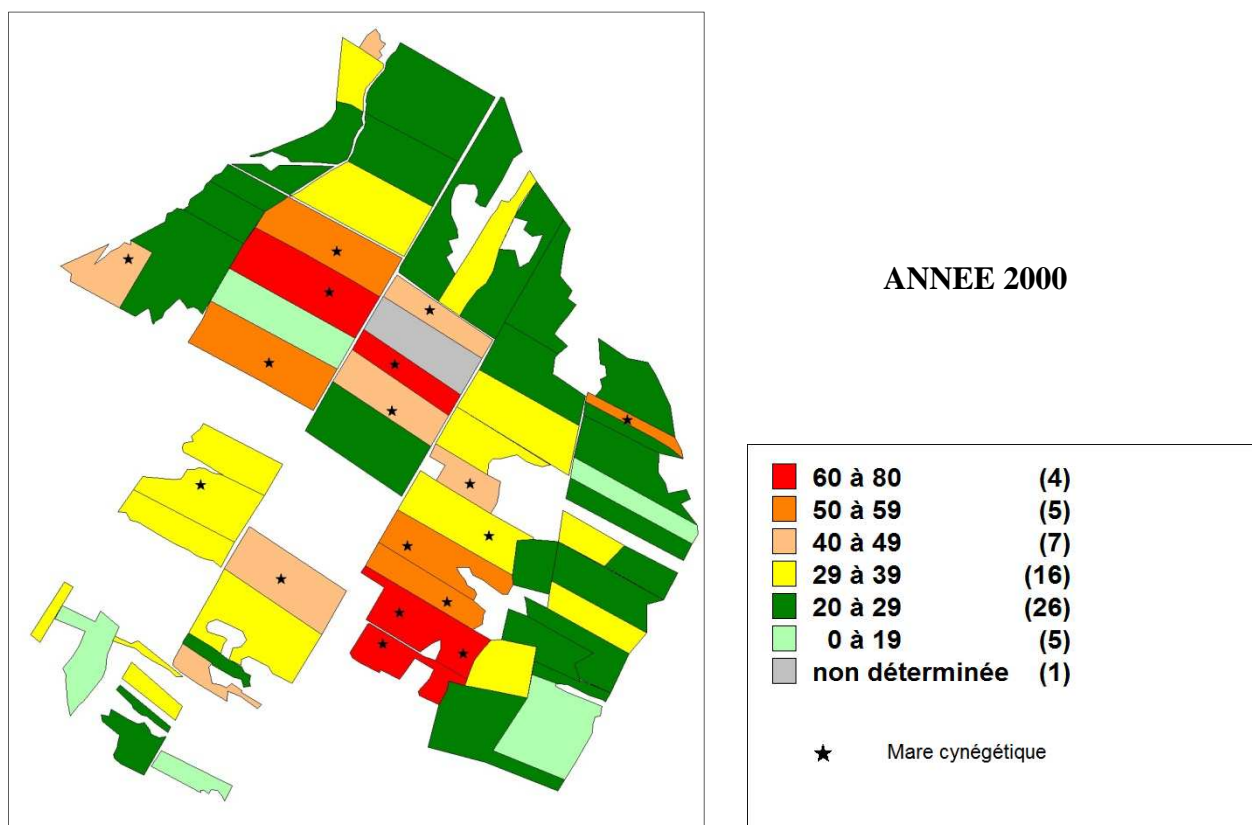 ANNEE 2000
60 à 80 (4)
50 à 59 (5)
40 à 49 (7)
29 à 39 (16)
20 à 29 (26)
0 à 19 (5)
non déterminée (1)
Mare cynégétique